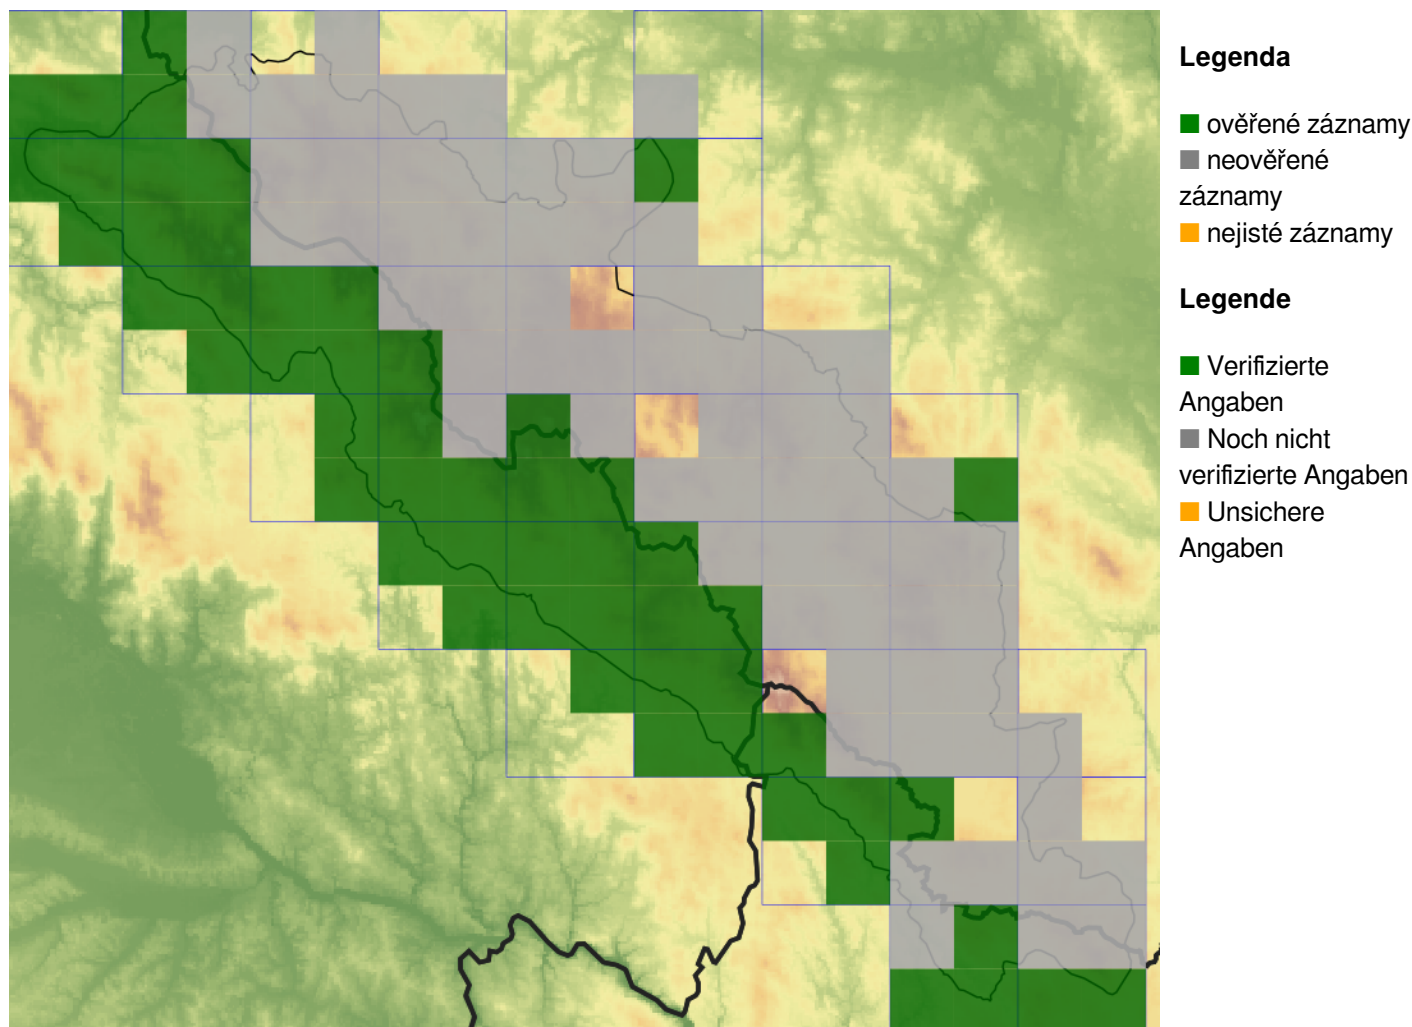 Legenda
ověřené záznamy
neověřené
záznamy
nejisté záznamy
Legende
Verifizierte
Angaben
Noch nicht
verifizierte Angaben
Unsichere
Angaben